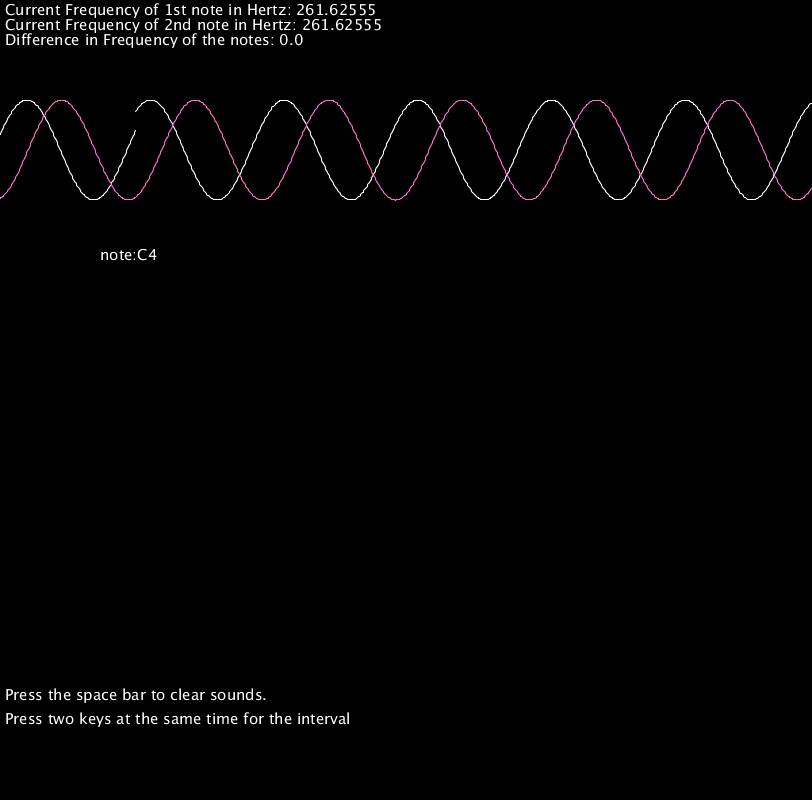 Current Frequency of 1st note in Hertz: 261.62555
Current Frequency of 2nd note in Hertz: 261.62555
Difference in Frequency of the notes: 0.0
note:C4
Press the space bar to clear sounds.
Press two keys at the same time for the interval